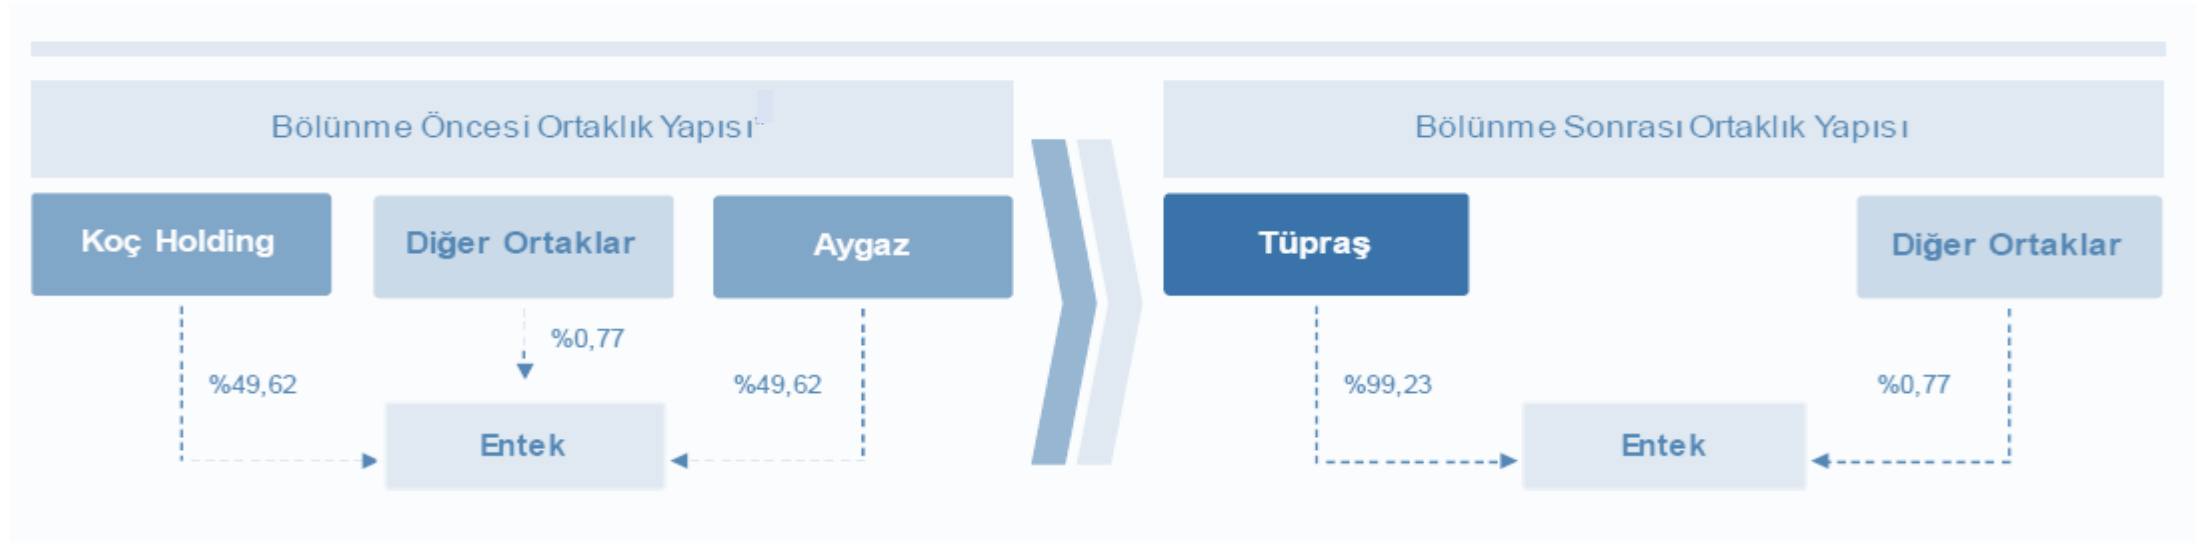 Bölünme Öncesi Ortaklık Yapısı
Koç Holding
Diğer Ortaklar
Aygaz
%49,62
%0,77
%49,62
Entek
Bölünme Sonrası Ortaklık Yapısı
Tüpraş
Diğer Ortaklar
%99,23
%0,77
Entek